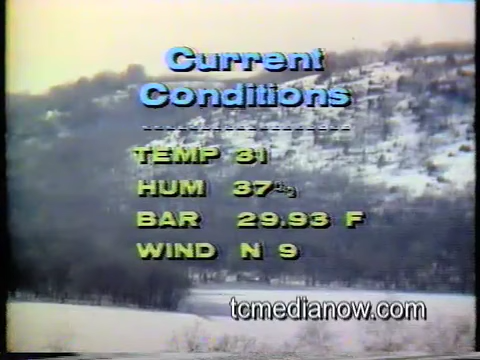 Current
Conditions
TEMP 31
HUM 37%
BAR 29.93 F
WIND N 9
tcmedianow.com